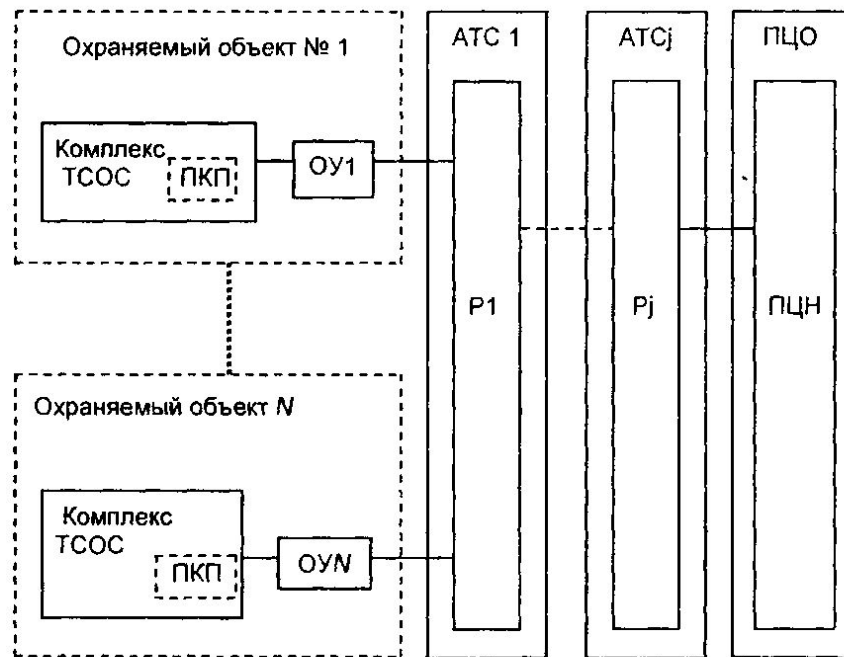 Охраняемый объект № 1
Комплекс
ТСОС
ПКП
ОУ1
АТС 1
АТСj
ПЦО
Р1
Рj
ПЦН
Охраняемый объект N
Комплекс
ТСОС
ПКП
ОУN